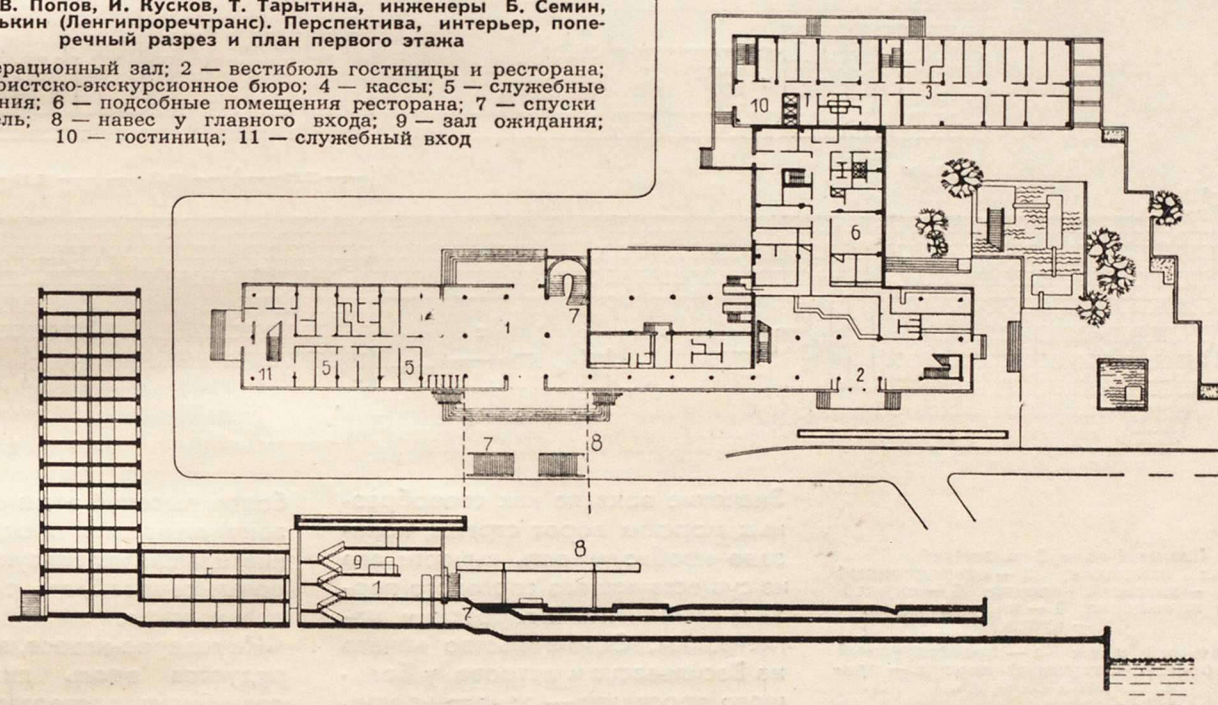 В. Попов, И. Кусков, Т. Тарытина, инженеры Б. Семин,
ькин (Ленгипроречтранс). Перспектива, интерьер, попе-
речный разрез и план первого этажа
ерационный зал; 2 — вестибюль гостиницы и ресторана;
ристско-экскурсионное бюро; 4 — кассы; 5 — служебные
ния; 6 — подсобные помещения ресторана; 7 — спуски
ель; 8 — навес у главного входа; 9 — зал ожидания;
10 — гостиница; 11 — служебный вход
10
3
6
7
1
11
5
5
2
7
8
8
9
1
7